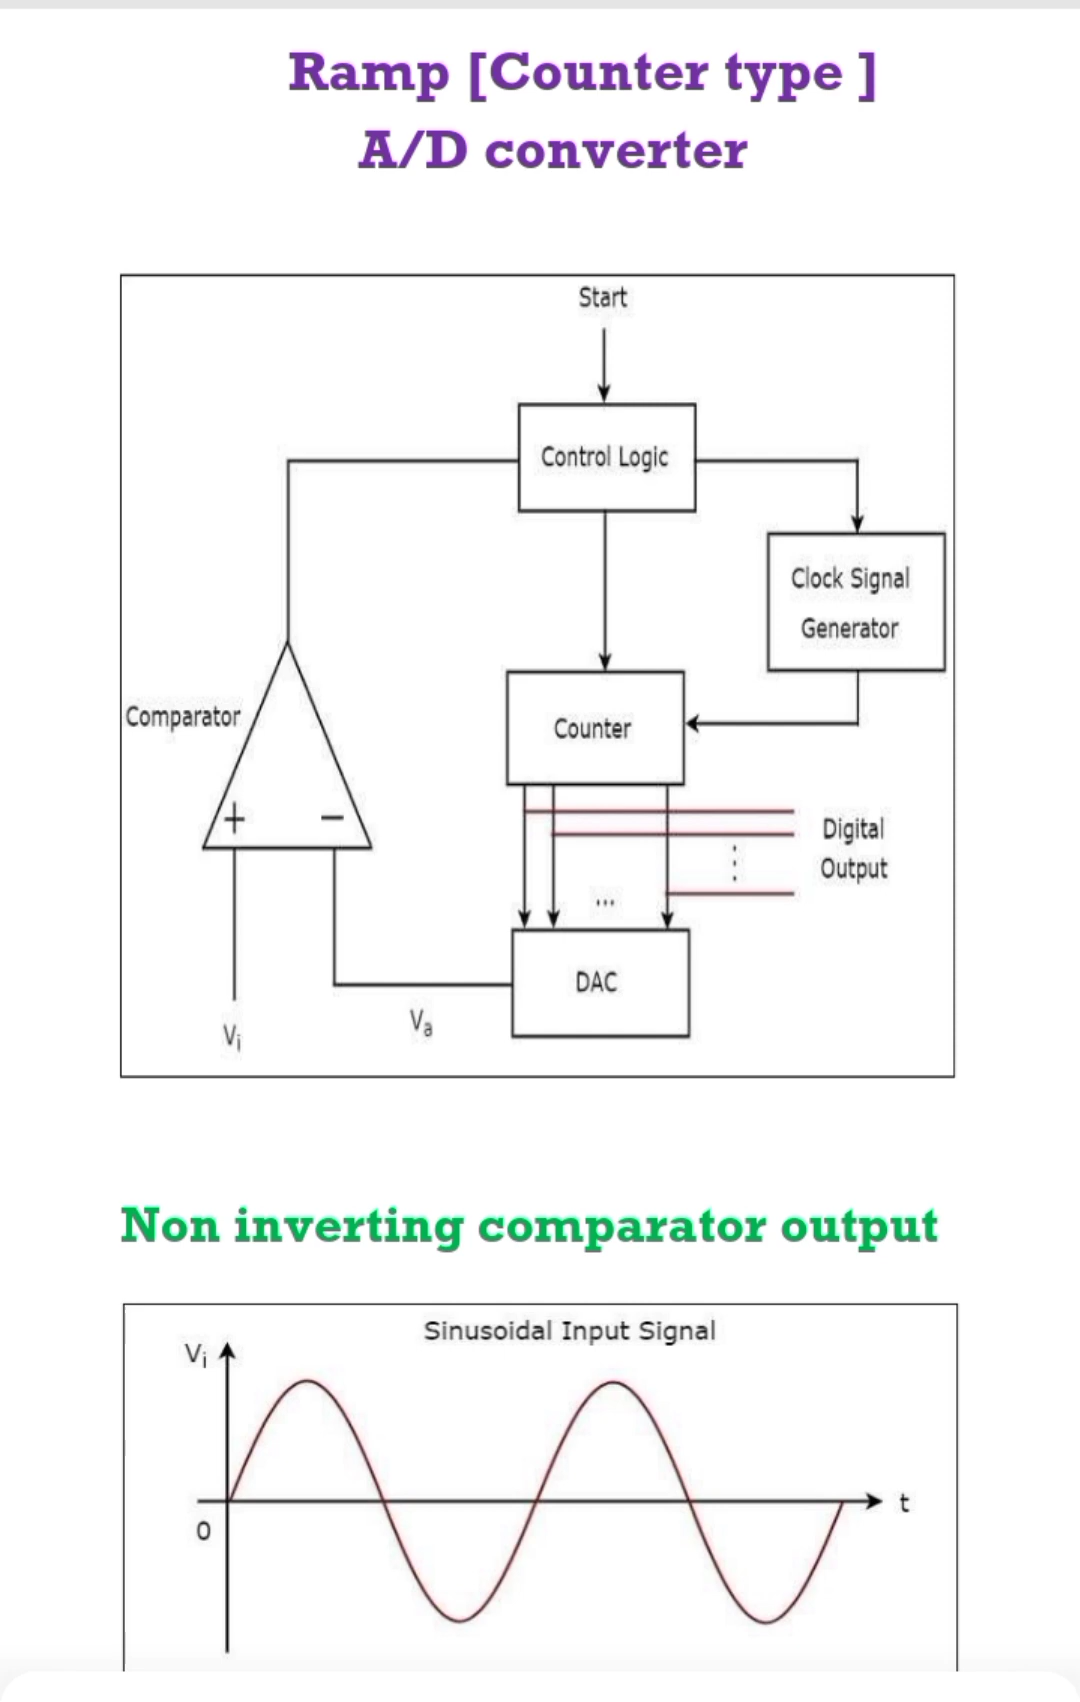 Ramp [Counter type ]
A/D converter
Start
Control Logic
Clock Signal
Generator
Comparator
Counter
+ −
Digital
Output
...
DAC
Va
Vi
Non inverting comparator output
Sinusoidal Input Signal
Vi
t
0